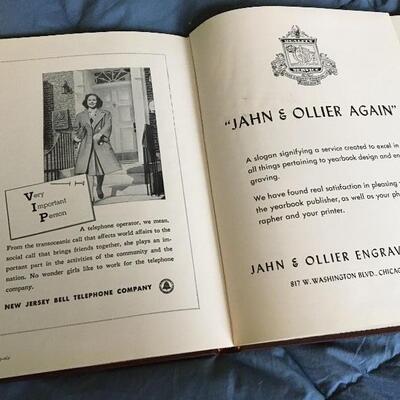 Very
Important
Person
A telephone operator, we mean.
From the transoceanic call that affects world affairs to the
social call that brings friends together, she plays an im-
portant part in the activities of the community and the
nation. No wonder girls like to work for the telephone
company.
NEW JERSEY BELL TELEPHONE COMPANY
QUALITY
SERVICE
"JAHN & OLLIER AGAIN"
A slogan signifying a service created to excel in
all things pertaining to yearbook design and en-
graving.
We have found real satisfaction in pleasing
the yearbook publisher, as well as your
rapher and your printer.
JAHN & OLLIER
817 W. WASHINGTON BLVD.,